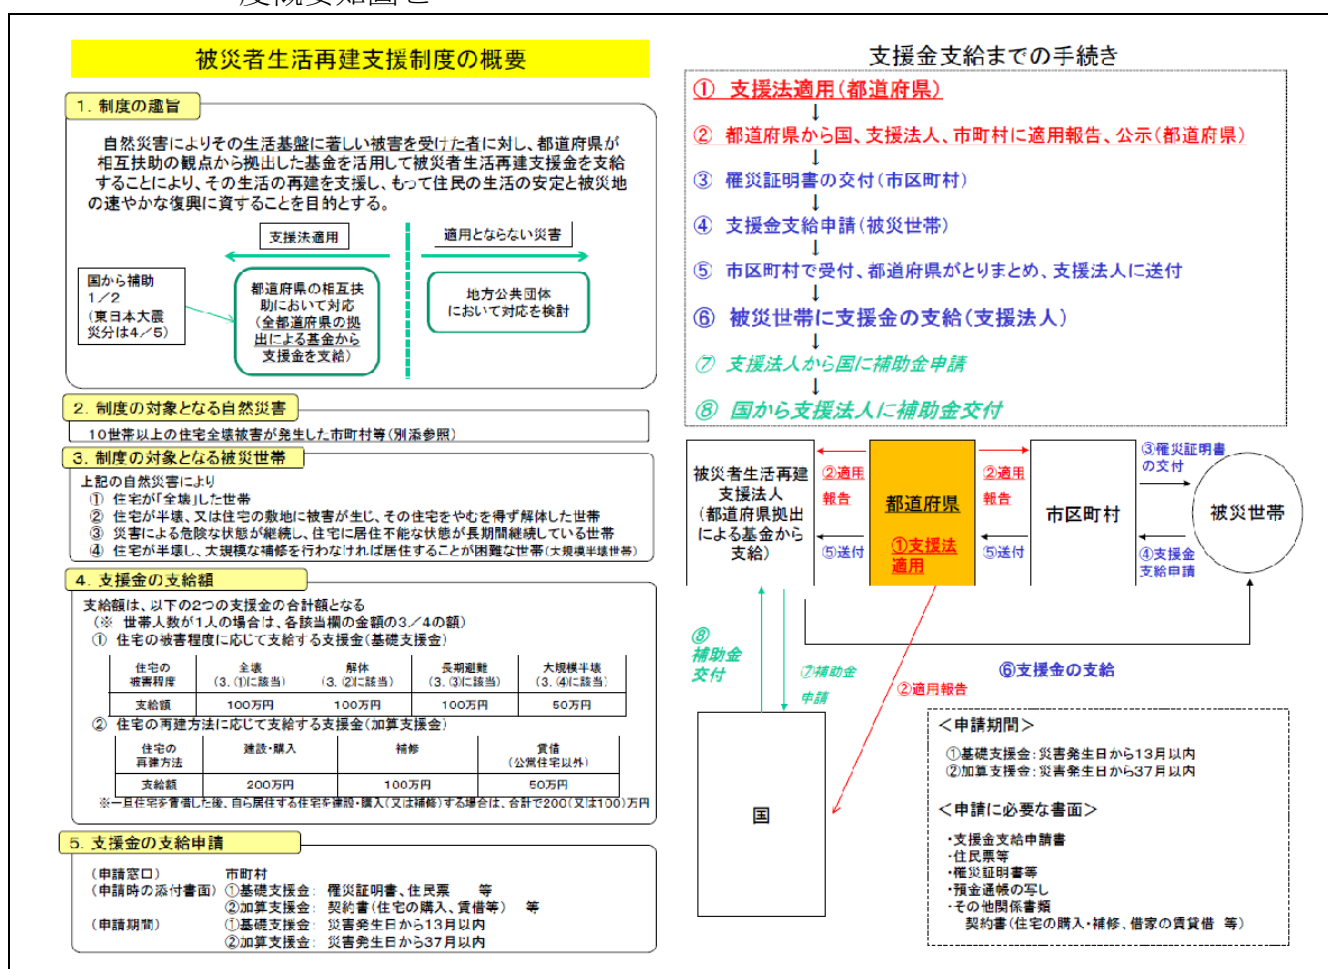 度概要如圖七
被災者生活再建支援制度の概要
1．制度の趣旨
自然災害によりその生活基盤に著しい被害を受けた者に対し、都道府県が
相互扶助の観点から拠出した基金を活用して被災者生活再建支援金を支給
することにより、その生活の再建を支援し、もって住民の生活の安定と被災地
の速やかな復興に資することを目的とする。
支援法適用
適用とならない災害
国から補助
1／2
（東日本大震
災分は4／5）
都道府県の相互扶
助において対応
（全都道府県の拠
出による基金から
支援金を支給）
地方公共団体
において対応を検討
2．制度の対象となる自然災害
10世帯以上の住宅全壊被害が発生した市町村等（別添参照）
3．制度の対象となる被災世帯
上記の自然災害により
① 住宅が「全壊」した世帯
② 住宅が半壊、又は住宅の敷地に被害が生じ、その住宅をやむを得ず解体した世帯
③ 災害による危険な状態が継続し、住宅に居住不能な状態が長期間継続している世帯
④ 住宅が半壊し、大規模な補修を行わなければ居住することが困難な世帯（大規模半壊世帯）
4．支援金の支給額
支給額は、以下の2つの支援金の合計額となる
（※ 世帯人数が1人の場合は、各該当欄の金額の3／4の額）
① 住宅の被害程度に応じて支給する支援金（基礎支援金）
住宅の 全壊 解体 長期避難 大規模半壊
被害程度 （3．①に該当） （3．②に該当） （3．③に該当） （3．④に該当）
支給額 100万円 100万円 100万円 50万円
② 住宅の再建方法に応じて支給する支援金（加算支援金）
住宅の 建設・購入 補修 賃借
再建方法 （公営住宅以外）
支給額 200万円 100万円 50万円
※一旦住宅を賃借した後、自ら居住する住宅を建設・購入（又は補修）する場合は、合計で200（又は100）万円
5．支援金の支給申請
（申請窓口） 市町村
（申請時の添付書面） ①基礎支援金： 罹災証明書、住民票 等
②加算支援金： 契約書（住宅の購入、賃借等） 等
（申請期間） ①基礎支援金： 災害発生日から13月以内
②加算支援金： 災害発生日から37月以内
支援金支給までの手続き
① 支援法適用（都道府県）
↓
② 都道府県から国、支援法人、市町村に適用報告、公示（都道府県）
↓
③ 罹災証明書の交付（市区町村）
↓
④ 支援金支給申請（被災世帯）
↓
⑤ 市区町村で受付、都道府県がとりまとめ、支援法人に送付
⑥ 被災世帯に支援金の支給（支援法人）
↓
⑦ 支援法人から国に補助金申請
↓
⑧ 国から支援法人に補助金交付
被災者生活再建
支援法人
（都道府県拠出
による基金から
支給）
②適用
報告
⑤送付
都道府県
①支援法
適用
②適用
報告
⑤送付
市区町村
③罹災証明書
の交付
④支援金
支給申請
被災世帯
⑧
補助金
交付
⑦補助金
申請
②適用報告
⑥支援金の支給
国
＜申請期間＞
①基礎支援金：災害発生日から13月以内
②加算支援金：災害発生日から37月以内
＜申請に必要な書面＞
・支援金支給申請書
・住民票等
・罹災証明書等
・預金通帳の写し
・その他関係書類
契約書（住宅の購入・補修、借家の賃貸借 等）